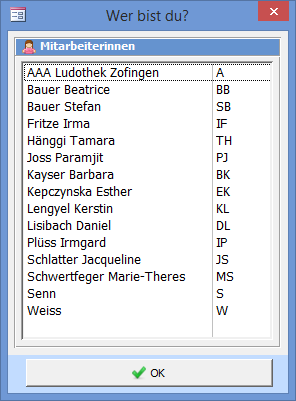 Wer bist du?
Mitarbeiterinnen
AAA Ludothek Zofingen A
Bauer Beatrice BB
Bauer Stefan SB
Fritze Irma IF
Hänggi Tamara TH
Joss Paramjit PJ
Kayser Barbara BK
Kepczynska Esther EK
Lengyel Kerstin KL
Lisibach Daniel DL
Plüss Irmgard IP
Schlatter Jacqueline JS
Schwertfeger Marie-Theres MS
Senn S
Weiss W
OK